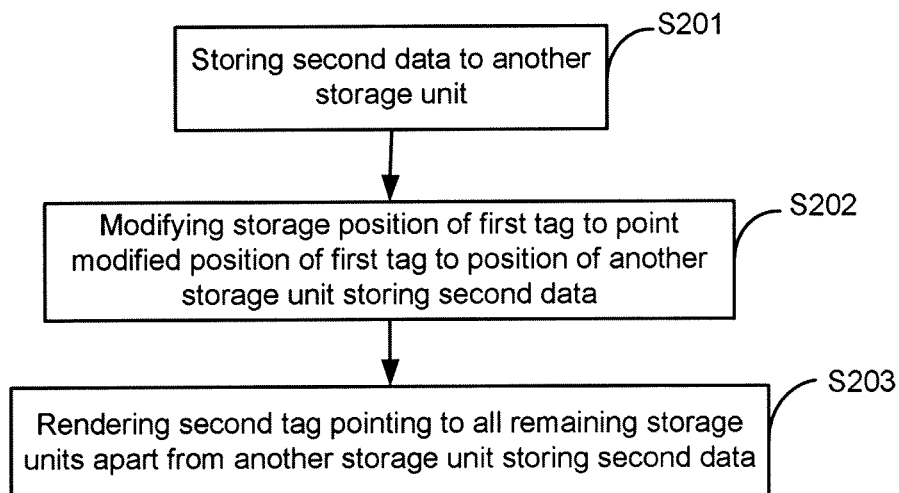 S201
Storing second data to another
storage unit
S202
Modifying storage position of first tag to point
modified position of first tag to position of another
storage unit storing second data
S203
Rendering second tag pointing to all remaining storage
units apart from another storage unit storing second data